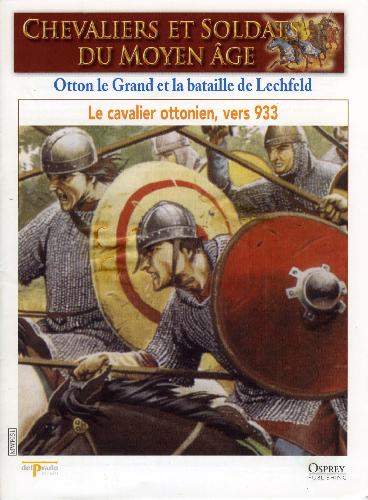 CHEVALIERS ET SOLDATS
DU MOYEN ÂGE
Otton le Grand et la bataille de Lechfeld
Le cavalier ottonien, vers 933
delPrado
OSPREY
PUBLISHING